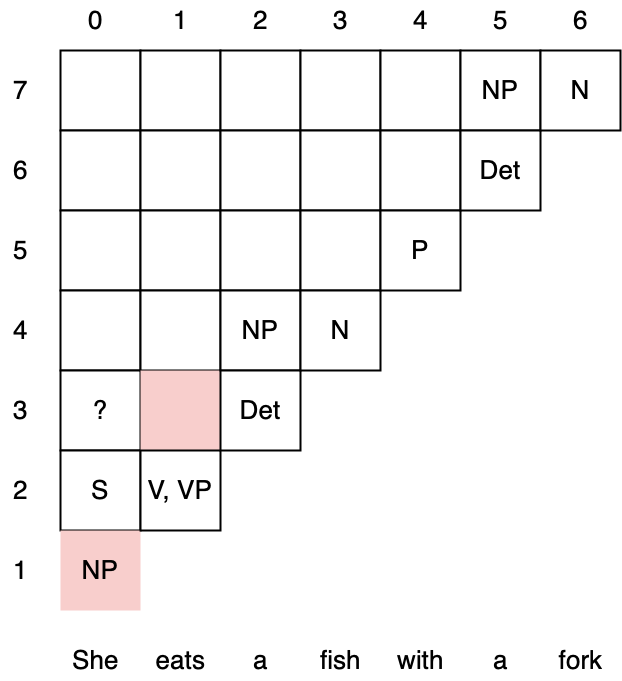 0 1 2 3 4 5 6
7 NP N
6 Det
5 P
4 NP N
3 ? Det
2 S V, VP
1 NP
She eats a fish with a fork